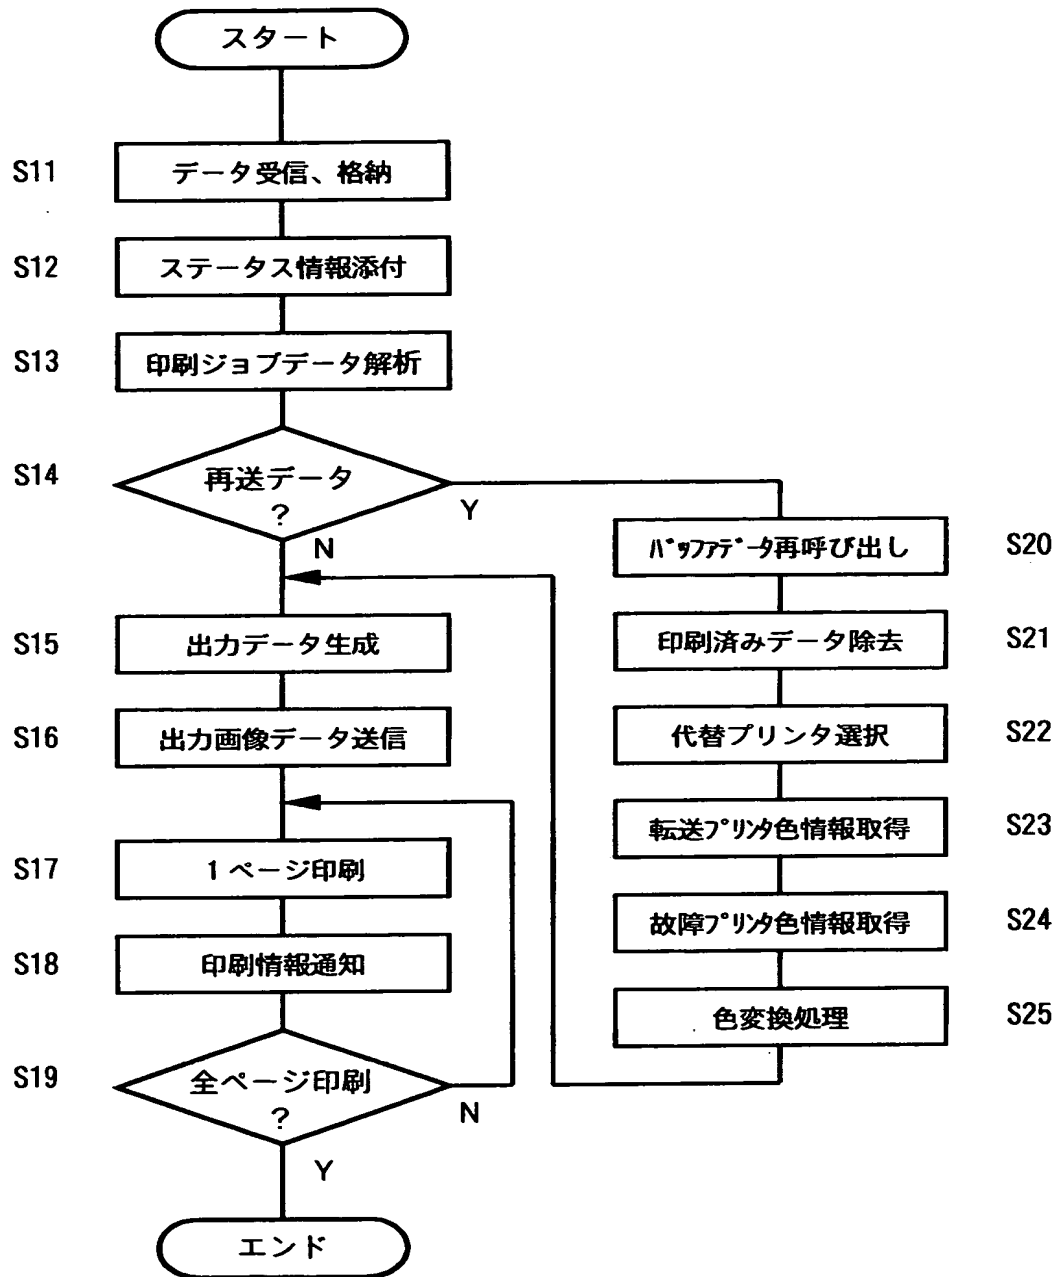 スタート
S11
データ受信、格納
S12
ステータス情報添付
S13
印刷ジョブデータ解析
S14
再送データ
?
Y
N
S15
出力データ生成
S16
出力画像データ送信
S17
1ページ印刷
S18
印刷情報通知
S19
全ページ印刷
?
N
Y
エンド
ﾊﾞｯﾌｧﾃﾞｰﾀ再呼び出し
S20
印刷済みデータ除去
S21
代替プリンタ選択
S22
転送ﾌﾟﾘﾝﾀ色情報取得
S23
故障ﾌﾟﾘﾝﾀ色情報取得
S24
色変換処理
S25